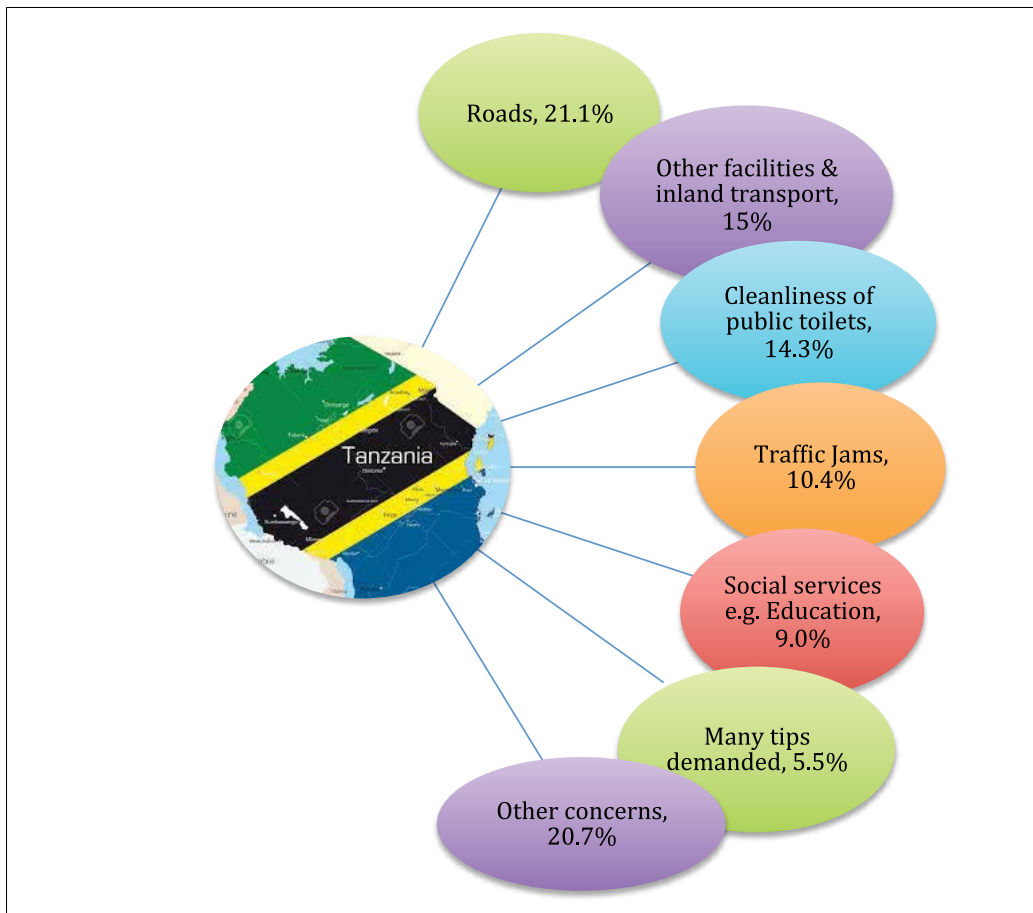 Roads, 21.1%
Other facilities &
inland transport,
15%
Cleanliness of
public toilets,
14.3%
Traffic Jams,
10.4%
Social services
e.g. Education,
9.0%
Many tips
demanded, 5.5%
Other concerns,
20.7%
Tanzania